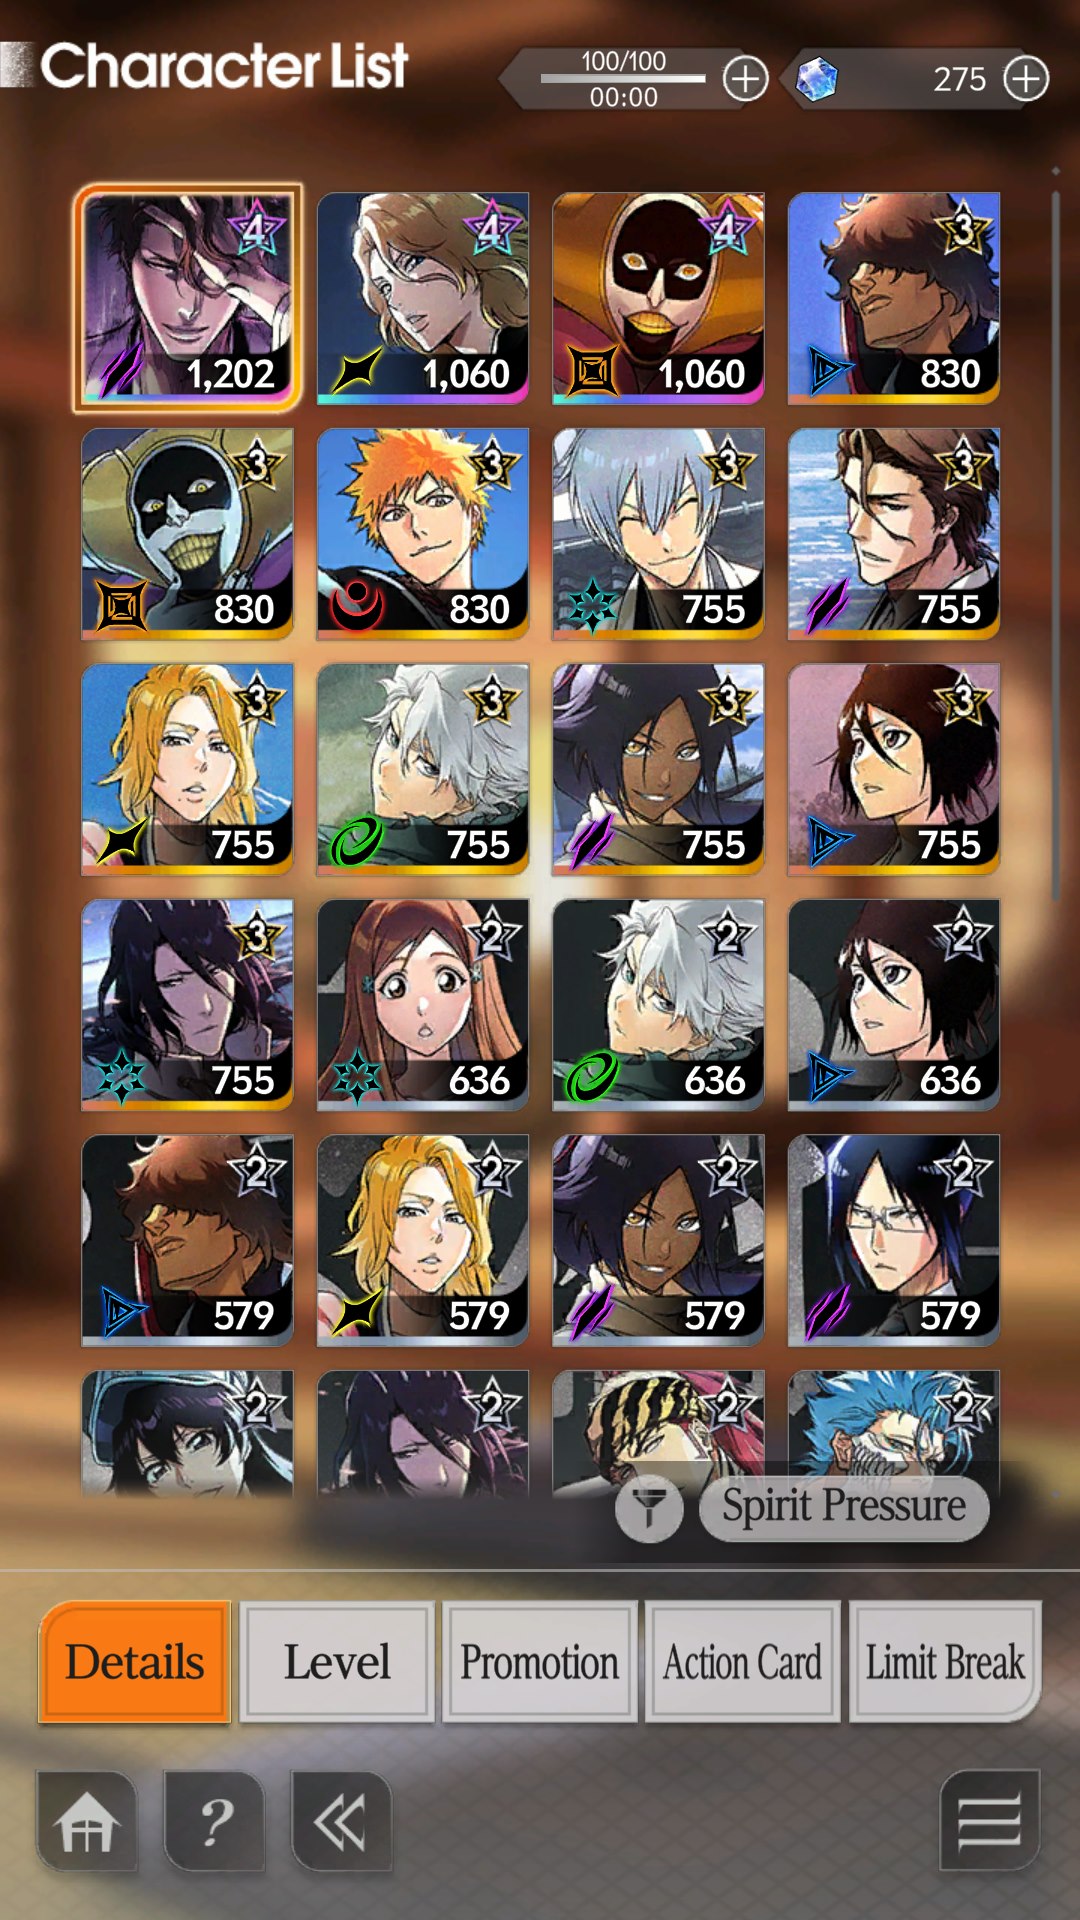 Character List
100/100
00:00
275
4 4 4 3
1,202 1,060 1,060 830
3 3 3 3
830 830 755 755
3 3 3 3
755 755 755 755
3 2 2 2
755 636 636 636
2 2 2 2
579 579 579 579
2 2 2 2
Spirit Pressure
Details Level Promotion Action Card Limit Break
?